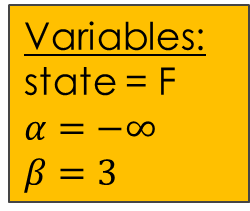 Variables:
state = F
α = −∞
β = 3